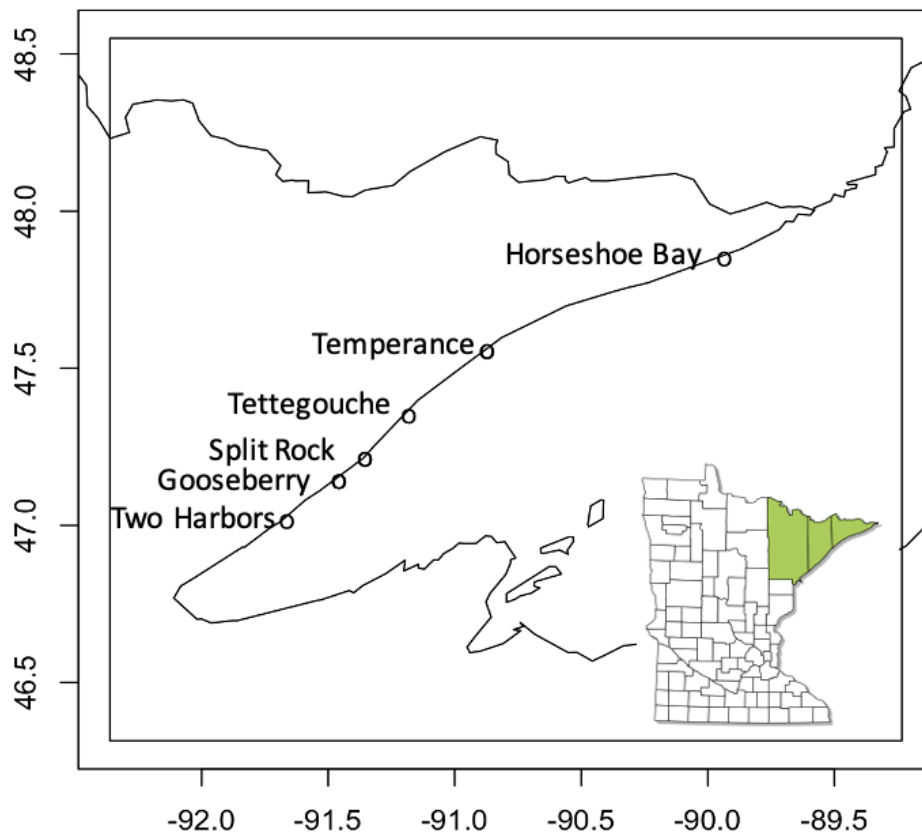 48.5
48.0
47.5
47.0
46.5
Horseshoe Bay
Temperance
Tettegouche
Split Rock
Gooseberry
Two Harbors
-92.0 -91.5 -91.0 -90.5 -90.0 -89.5